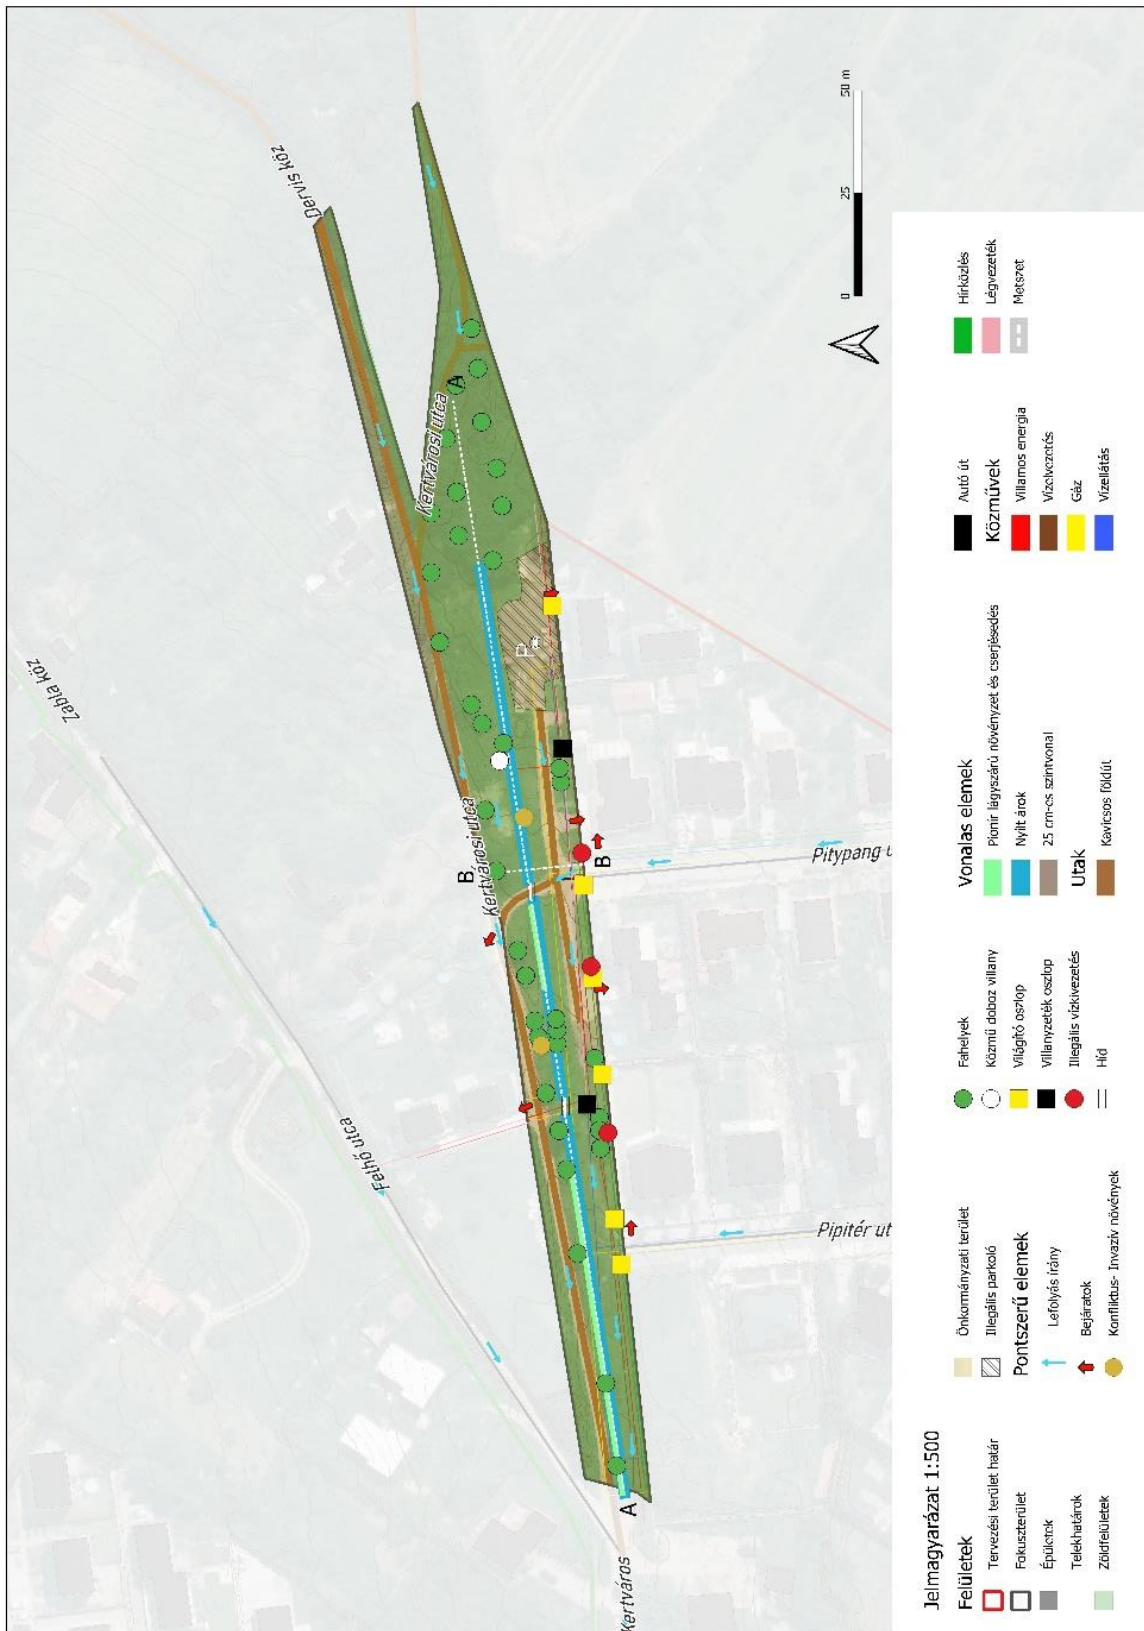 Dervis köz
Zabla köz
Kertvárosi utca
A
50 m
25
0
Kertvárosi utca
B
P
B
Pitypang u
Felhő utca
Pipitér ut
A
Kertváros
Jelmagyarázat 1:500
Felületek
Tervezési terület határ
Fokuszterület
Épületek
Telekhatárok
Zöldfelületek
Önkormányzati terület
Illegális parkoló
Pontszerű elemek
Lefolyás irány
Bejáratok
Konfliktus- Invazív növények
Fahelyek
Közmű doboz villany
Világító oszlop
Villanyzeték oszlop
Illegális vízkivezetés
Híd
Vonalas elemek
Pionír lágyszárú növényzet és cserjésedés
Nyílt árok
25 cm-es szintvonal
Utak
Kavicsos földút
Autó út
Közművek
Villamos energia
Vízelvezetés
Gáz
Vízellátás
Hírközlés
Légvezeték
Metszet